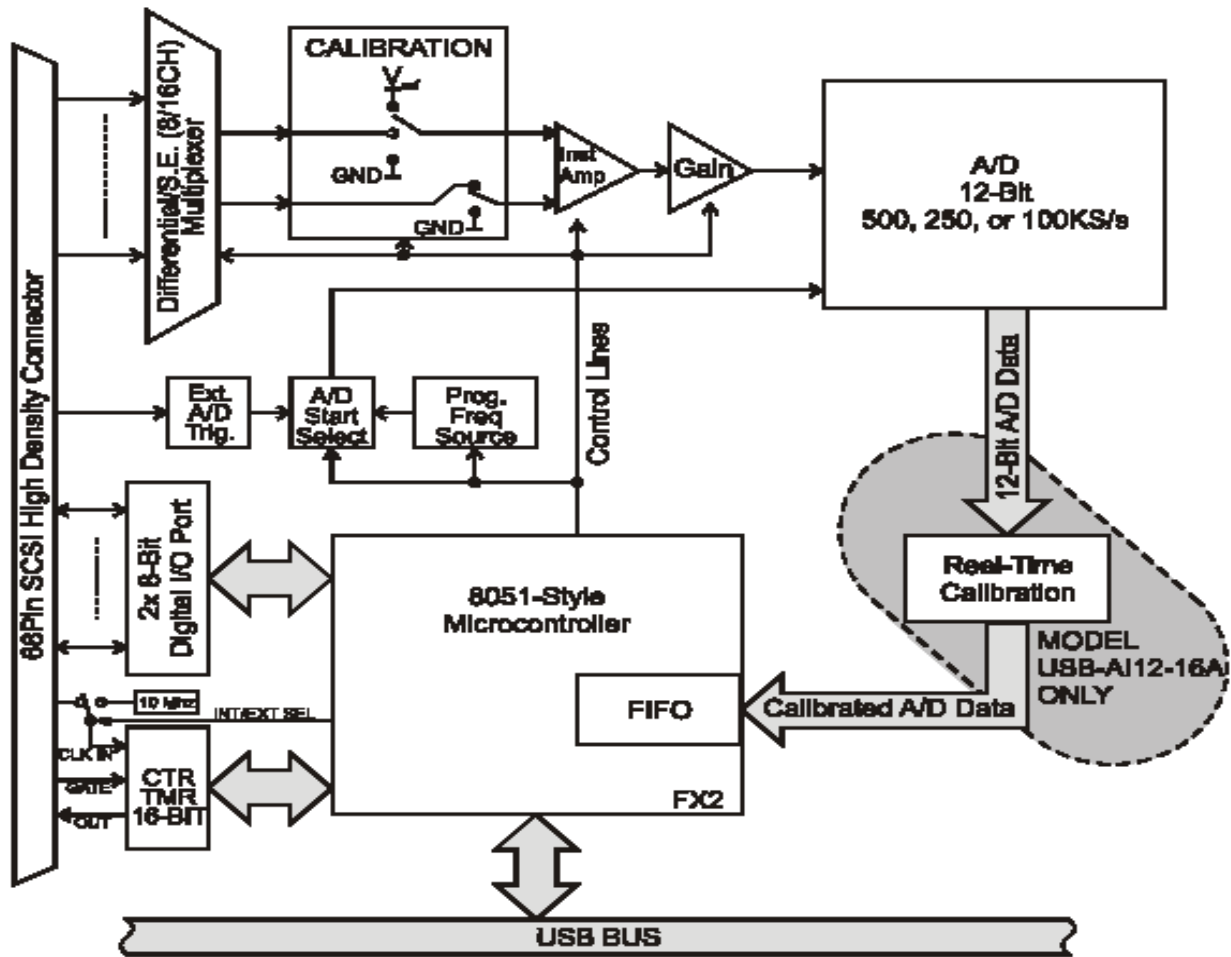 68Pin SCSI High Density Connector
Differential/S.E. (8/16CH)
Multiplexer
CALIBRATION
Vref
GND
GND
Inst
Amp
Gain
A/D
12-Bit
500, 250, or 100KS/s
Ext.
A/D
Trig.
A/D
Start
Select
Prog.
Freq
Source
Control Lines
12-Bit A/D Data
2x 8-Bit
Digital I/O Port
8051-Style
Microcontroller
Real-Time
Calibration
MODEL
USB-AI12-16A
ONLY
10 Mhz
INT/EXT SEL
FIFO
Calibrated A/D Data
CLK IN
GATE
OUT
CTR
TMR
16-BIT
FX2
USB BUS